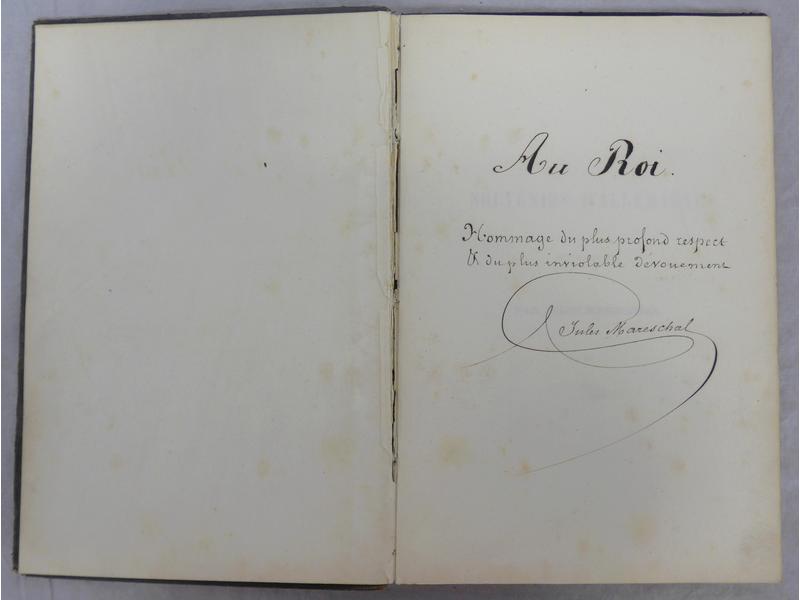 Au Roi.
Hommage du plus profond respect
& du plus inviolable dévouement
Jules Mareschal